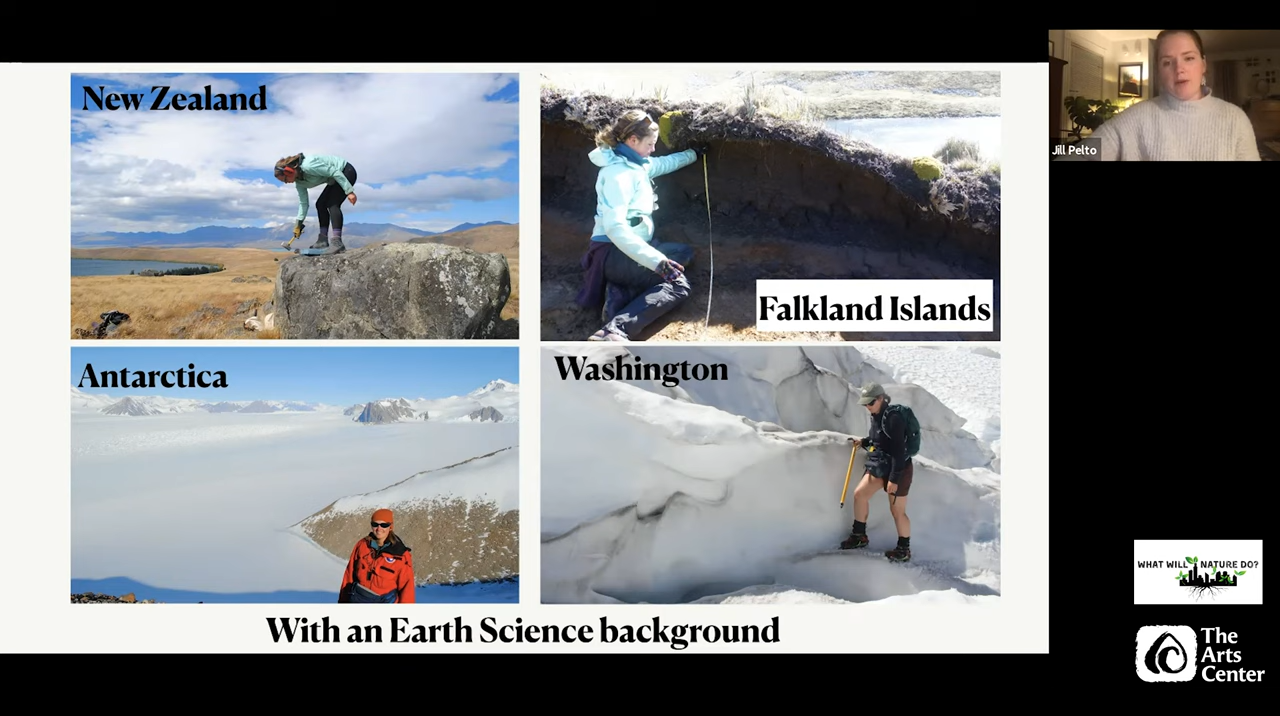 New Zealand
Falkland Islands
Antarctica
Washington
With an Earth Science background
Jill Pelto
WHAT WILL NATURE DO?
The
Arts
Center